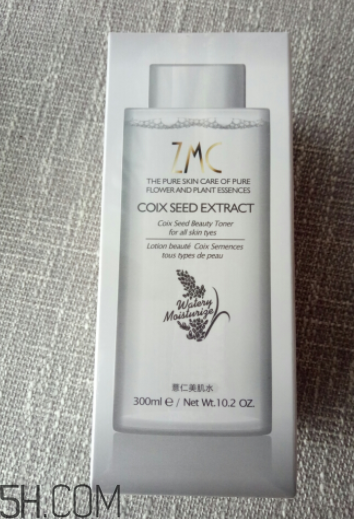 ZMC
THE PURE SKIN CARE OF PURE
FLOWER AND PLANT ESSENCES
COIX SEED EXTRACT
Coix Seed Beauty Toner
for all skin tyes
Lotion beauté Coix Semences
tous types de peau
Watery
Moisturize
薏仁美肌水
300ml e / Net Wt.10.2 OZ.
5H.COM